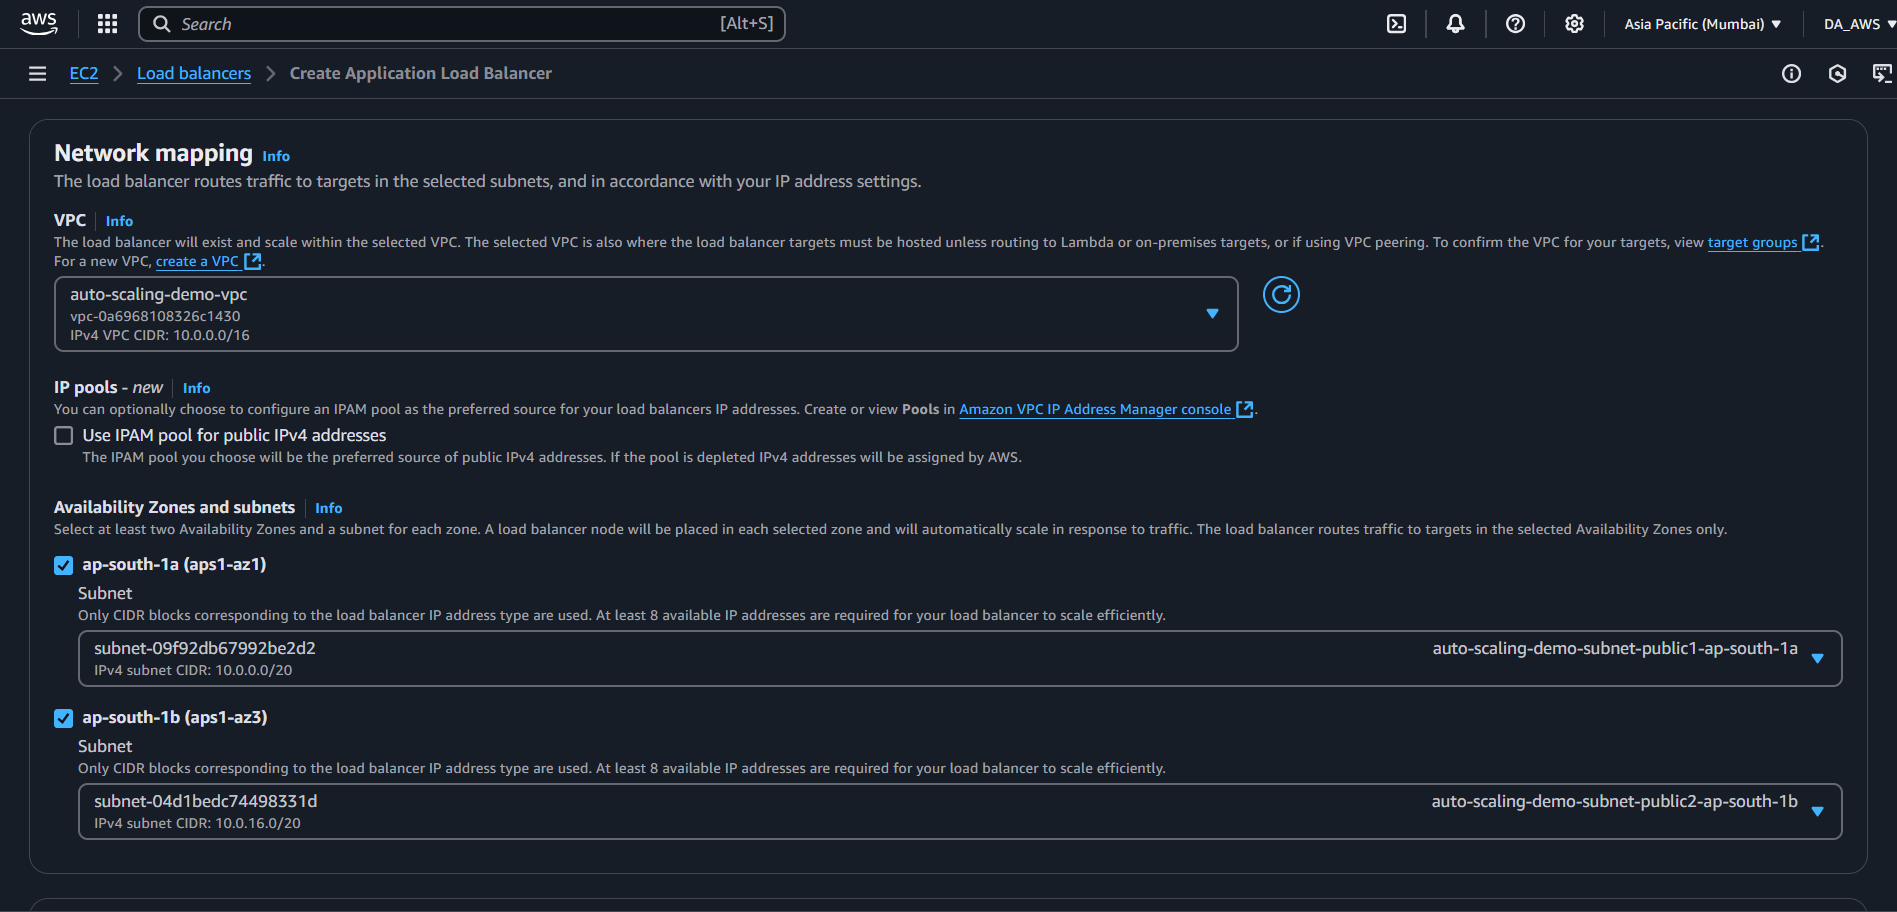 aws
Search [Alt+S]
Asia Pacific (Mumbai)
DA_AWS
EC2
Load balancers
Create Application Load Balancer
Network mapping Info
The load balancer routes traffic to targets in the selected subnets, and in accordance with your IP address settings.
VPC Info
The load balancer will exist and scale within the selected VPC. The selected VPC is also where the load balancer targets must be hosted unless routing to Lambda or on-premises targets, or if using VPC peering. To confirm the VPC for your targets, view target groups.
For a new VPC, create a VPC.
auto-scaling-demo-vpc
vpc-0a6968108326c1430
IPv4 VPC CIDR: 10.0.0.0/16
IP pools - new Info
You can optionally choose to configure an IPAM pool as the preferred source for your load balancers IP addresses. Create or view Pools in Amazon VPC IP Address Manager console.
Use IPAM pool for public IPv4 addresses
The IPAM pool you choose will be the preferred source of public IPv4 addresses. If the pool is depleted IPv4 addresses will be assigned by AWS.
Availability Zones and subnets Info
Select at least two Availability Zones and a subnet for each zone. A load balancer node will be placed in each selected zone and will automatically scale in response to traffic. The load balancer routes traffic to targets in the selected Availability Zones only.
ap-south-1a (aps1-az1)
Subnet
Only CIDR blocks corresponding to the load balancer IP address type are used. At least 8 available IP addresses are required for your load balancer to scale efficiently.
subnet-09f92db67992be2d2 auto-scaling-demo-subnet-public1-ap-south-1a
IPv4 subnet CIDR: 10.0.0.0/20
ap-south-1b (aps1-az3)
Subnet
Only CIDR blocks corresponding to the load balancer IP address type are used. At least 8 available IP addresses are required for your load balancer to scale efficiently.
subnet-04d1bedc74498331d auto-scaling-demo-subnet-public2-ap-south-1b
IPv4 subnet CIDR: 10.0.16.0/20